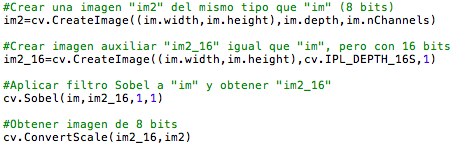 #Crear una imagen "im2" del mismo tipo que "im" (8 bits)
im2=cv.CreateImage((im.width,im.height),im.depth,im.nChannels)
#Crear imagen auxiliar "im2_16" igual que "im", pero con 16 bits
im2_16=cv.CreateImage((im.width,im.height),cv.IPL_DEPTH_16S,1)
#Aplicar filtro Sobel a "im" y obtener "im2_16"
cv.Sobel(im,im2_16,1,1)
#Obtener imagen de 8 bits
cv.ConvertScale(im2_16,im2)